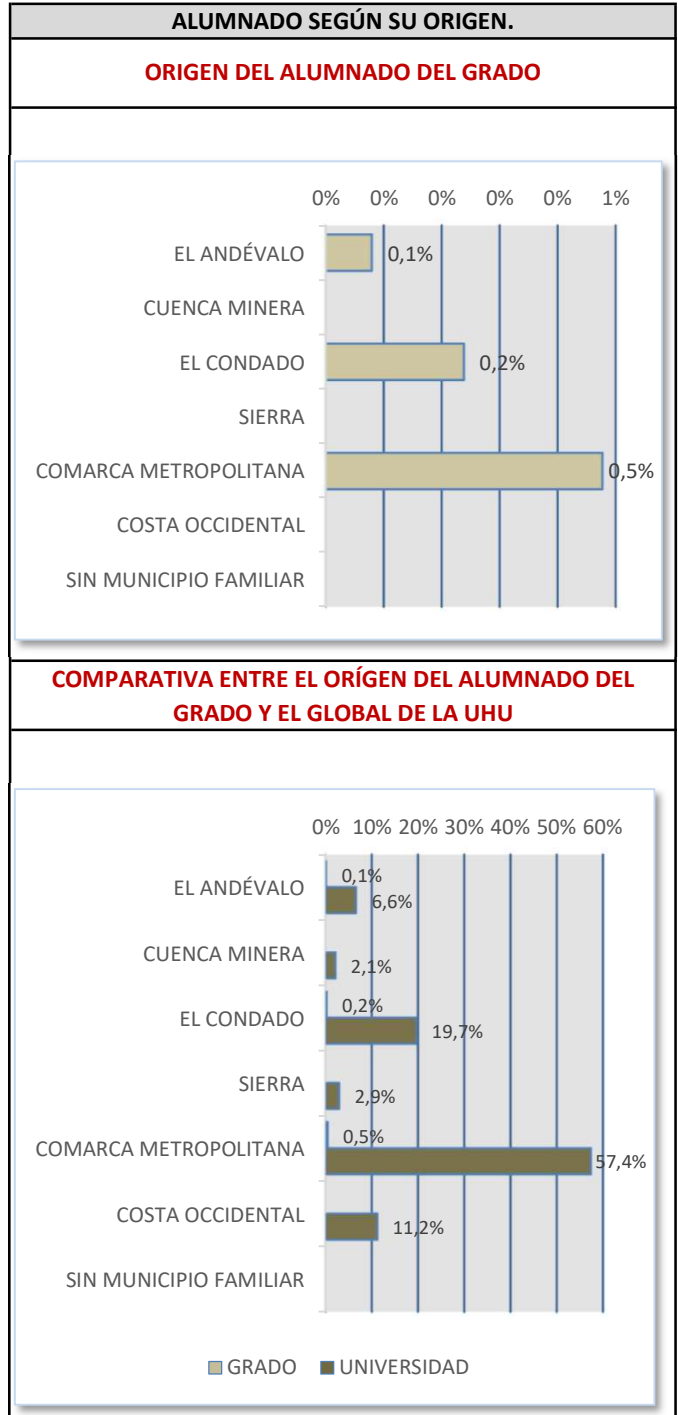 ALUMNADO SEGÚN SU ORIGEN.
ORIGEN DEL ALUMNADO DEL GRADO
0% 0% 0% 0% 0% 1%
EL ANDÉVALO 0,1%
CUENCA MINERA
EL CONDADO 0,2%
SIERRA
COMARCA METROPOLITANA 0,5%
COSTA OCCIDENTAL
SIN MUNICIPIO FAMILIAR
COMPARATIVA ENTRE EL ORÍGEN DEL ALUMNADO DEL
GRADO Y EL GLOBAL DE LA UHU
0% 10% 20% 30% 40% 50% 60%
0,1%
EL ANDÉVALO 6,6%
CUENCA MINERA 2,1%
0,2%
EL CONDADO 19,7%
SIERRA 2,9%
0,5%
COMARCA METROPOLITANA 57,4%
COSTA OCCIDENTAL 11,2%
SIN MUNICIPIO FAMILIAR
GRADO UNIVERSIDAD